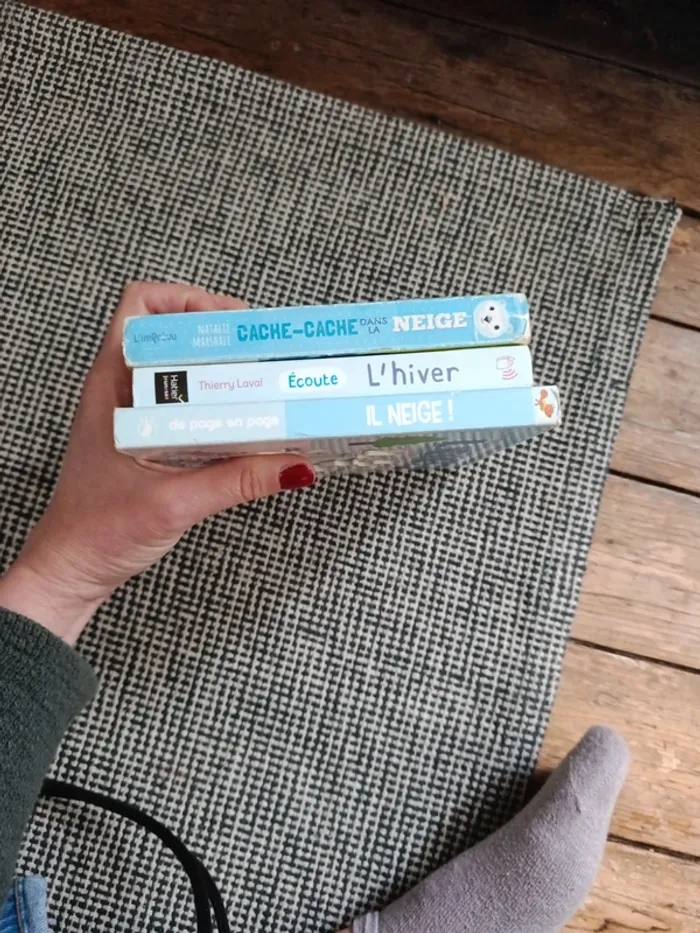 L'imprévu NATALIE MARSHALL CACHE-CACHE DANS LA NEIGE
Hatier JEUNESSE Thierry Laval Écoute L'hiver
de page en page IL NEIGE !